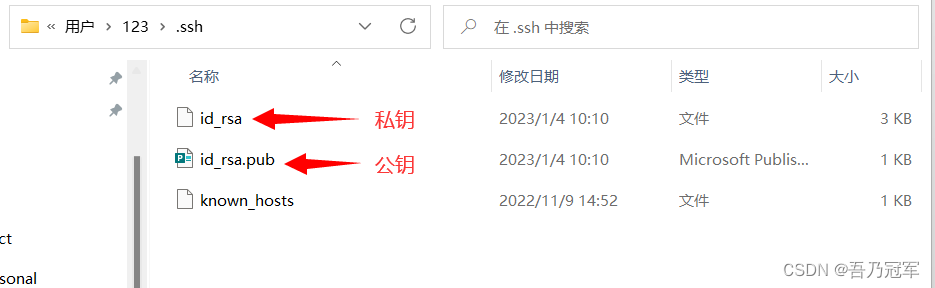 « 用户 › 123 › .ssh 在 .ssh 中搜索
名称 修改日期 类型 大小
id_rsa 私钥 2023/1/4 10:10 文件 3 KB
id_rsa.pub 公钥 2023/1/4 10:10 Microsoft Publis... 1 KB
known_hosts 2022/11/9 14:52 文件 1 KB
ct
sonal
CSDN @吾乃冠军